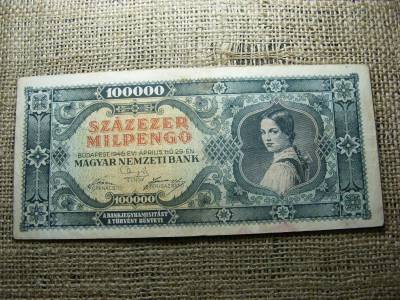 100000
SZÁZEZER
MILPENGŐ
BUDAPEST, 1946. ÉVI ÁPRILIS HÓ 29-ÉN
MAGYAR NEMZETI BANK
100000
A BANKJEGYHAMISÍTÁST
A TÖRVÉNY BÜNTETI